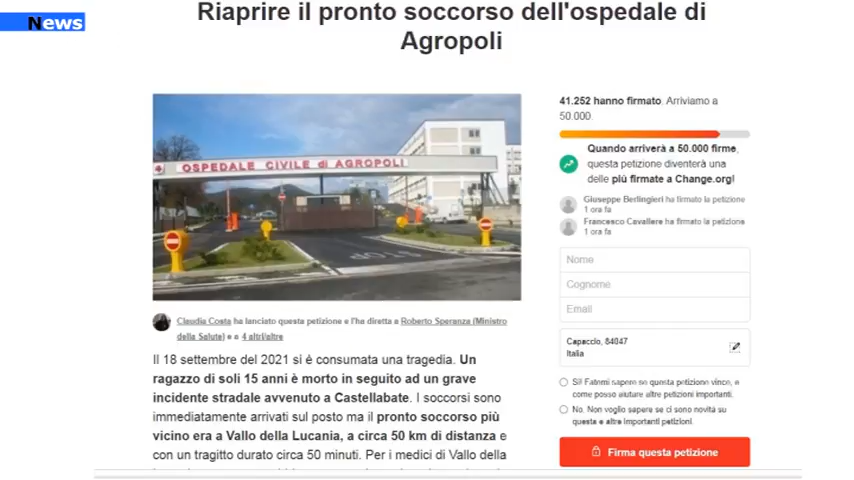 News
Riaprire il pronto soccorso dell'ospedale di
Agropoli
OSPEDALE CIVILE di AGROPOLI
STOP
Claudia Costa ha lanciato questa petizione e l'ha diretta a Roberto Speranza (Ministro
della Salute) e a 4 altri/altre
Il 18 settembre del 2021 si è consumata una tragedia. Un
ragazzo di soli 15 anni è morto in seguito ad un grave
incidente stradale avvenuto a Castellabate. I soccorsi sono
immediatamente arrivati sul posto ma il pronto soccorso più
vicino era a Vallo della Lucania, a circa 50 km di distanza e
con un tragitto durato circa 50 minuti. Per i medici di Vallo della
41.252 hanno firmato. Arriviamo a
50.000.
Quando arriverà a 50.000 firme,
questa petizione diventerà una
delle più firmate a Change.org!
Giuseppe Berlingieri ha firmato la petizione
1 ora fa
Francesco Cavaliere ha firmato la petizione
1 ora fa
Nome
Cognome
Email
Capaccio, 84047
Italia
Sì! Fatemi sapere se questa petizione vince, e
come posso aiutare altre petizioni importanti.
No. Non voglio sapere se ci sono novità su
questa e altre importanti petizioni.
Firma questa petizione